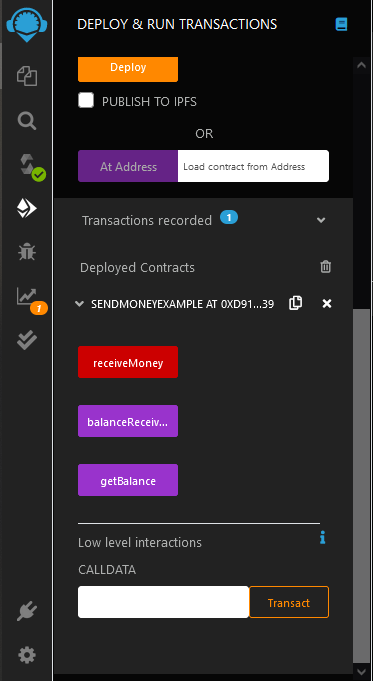 DEPLOY & RUN TRANSACTIONS
Deploy
PUBLISH TO IPFS
OR
At Address
Load contract from Address
Transactions recorded 1
Deployed Contracts
SENDMONEYEXAMPLE AT 0XD91...39
1
receiveMoney
balanceReceiv...
getBalance
Low level interactions
CALLDATA
Transact